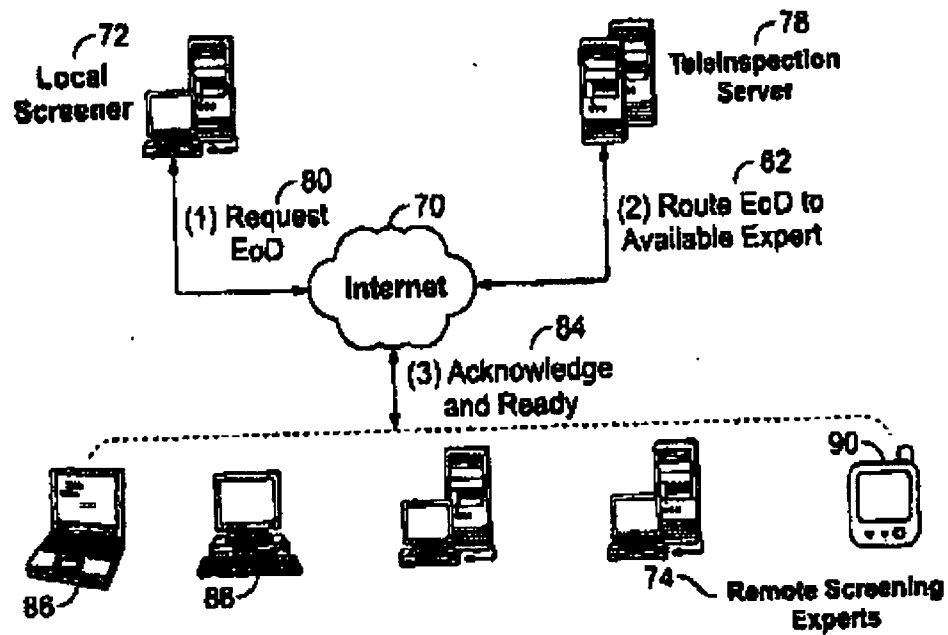 72
Local
Screener
78
TeleInspection
Server
80
(1) Request
EoD
70
Internet
82
(2) Route EoD to
Available Expert
84
(3) Acknowledge
and Ready
86
88
74
Remote Screening
Experts
90